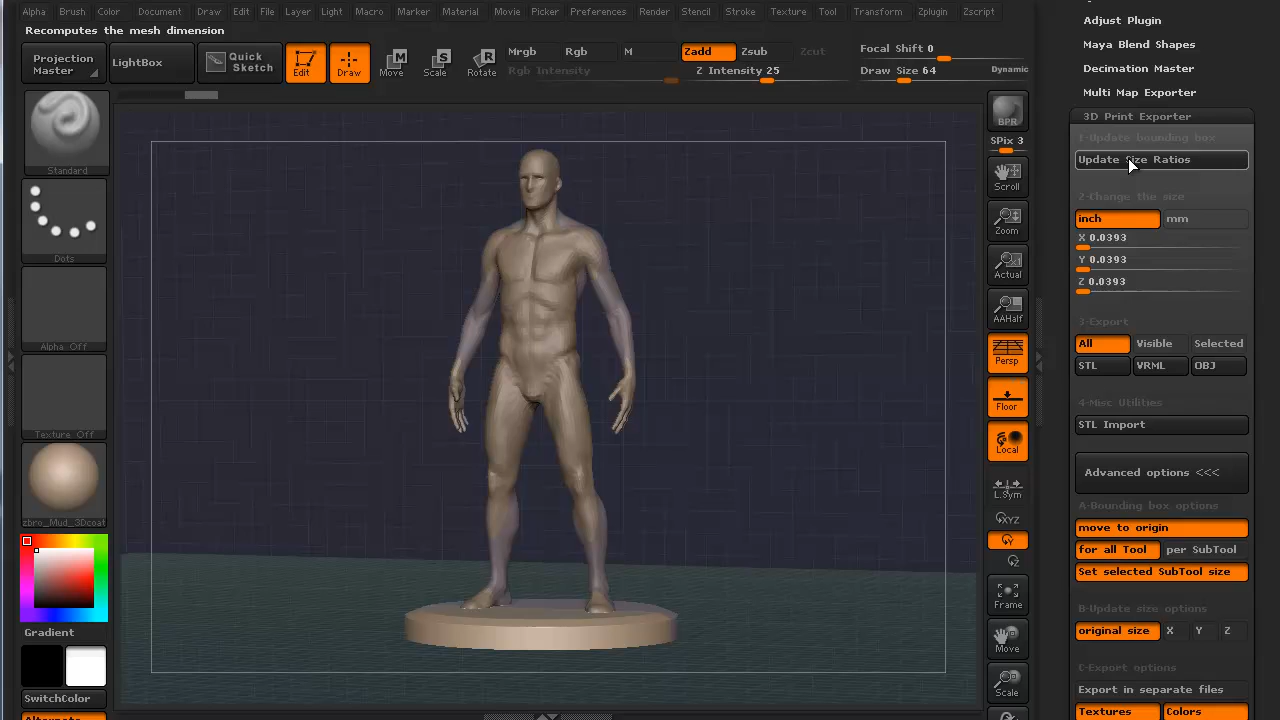 Alpha Brush Color Document Draw Edit File Layer Light Macro Marker Material Movie Picker Preferences Render Stencil Stroke Texture Tool Transform Zplugin Zscript
Recomputes the mesh dimension
Projection
Master
LightBox
Quick
Sketch
Edit
Draw
Move
Scale
Rotate
Mrgb Rgb M Zadd Zsub Zcut
Rgb Intensity Z Intensity 25
Focal Shift 0
Draw Size 64 Dynamic
Standard
Dots
Alpha Off
Texture Off
zbro_Mud_3Dcoat
Gradient
SwitchColor
Alternate
BPR
SPix 3
Scroll
Zoom
Actual
AAHalf
Persp
Floor
Local
L.Sym
XYZ
Y
Z
Frame
Move
Scale
Adjust Plugin
Maya Blend Shapes
Decimation Master
Multi Map Exporter
3D Print Exporter
1-Update bounding box
Update Size Ratios
2-Change the size
inch mm
X 0.0393
Y 0.0393
Z 0.0393
3-Export
All Visible Selected
STL VRML OBJ
4-Misc Utilities
STL Import
Advanced options <<<
A-Bounding box options
move to origin
for all Tool per SubTool
Set selected SubTool size
B-Update size options
original size X Y Z
C-Export options
Export in separate files
Textures Colors